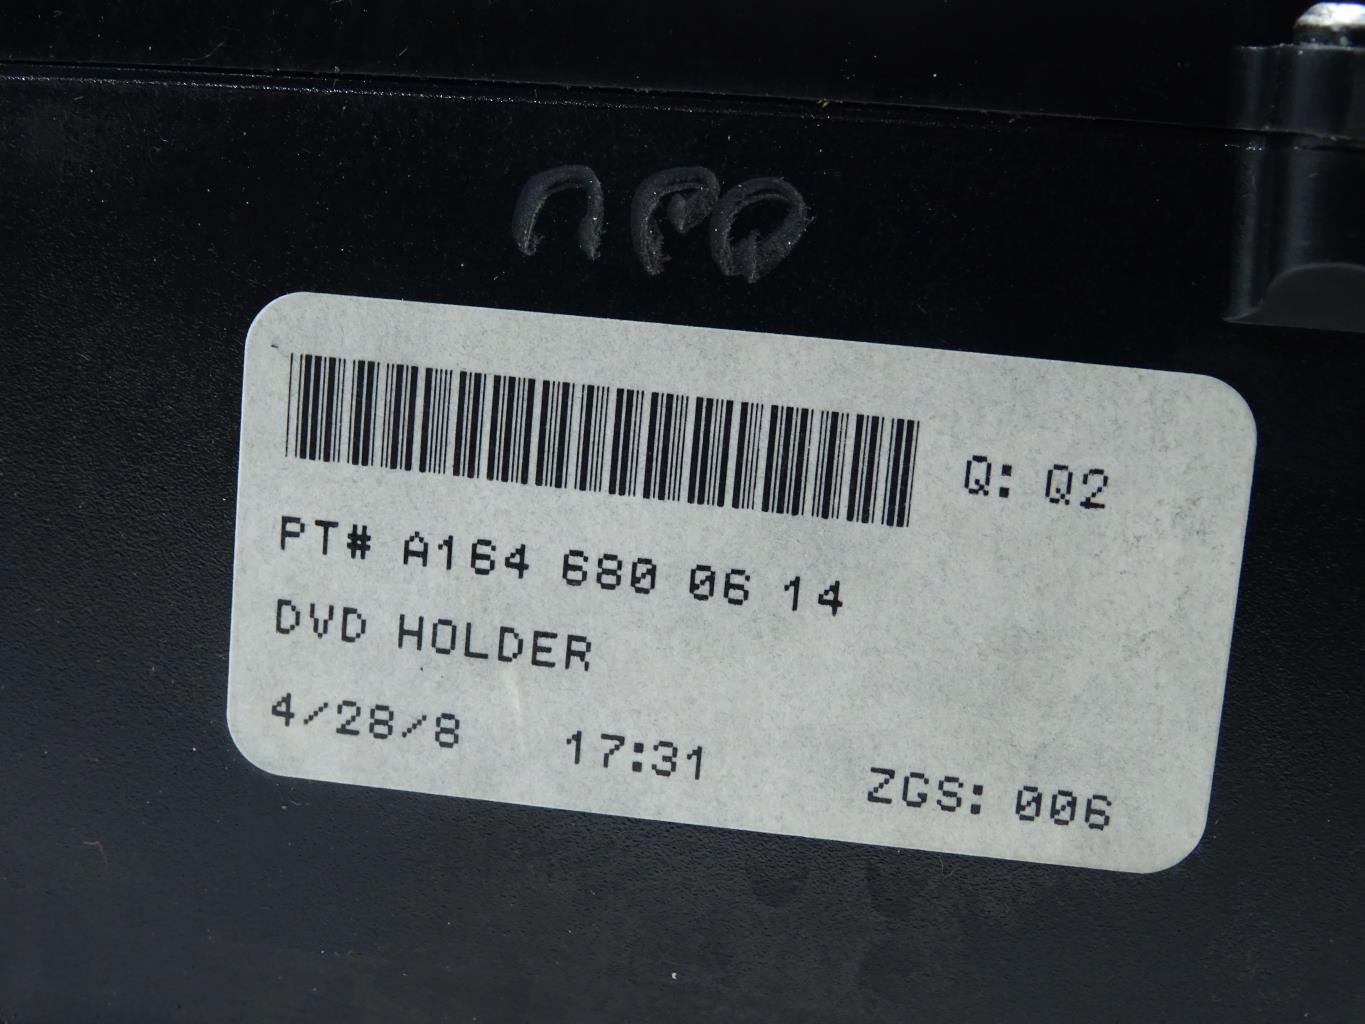 Q: Q2
PT# A164 680 06 14
DVD HOLDER
4/28/8 17:31 ZGS: 006